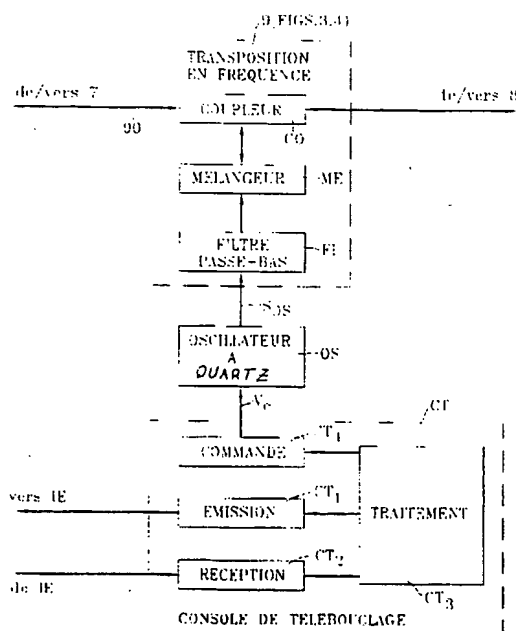 9(FIGS.3,4)
TRANSPOSITION
EN FREQUENCE
de/vers 7
COUPLEUR
de/vers 8
90
CO
MELANGEUR
ME
FILTRE
PASSE-BAS
FI
SOS
OSCILLATEUR
A
QUARTZ
OS
Vc
CT
COMMANDE
CT4
vers IE
EMISSION
CT1
TRAITEMENT
de IE
RECEPTION
CT2
CT3
CONSOLE DE TELEBOUCLAGE